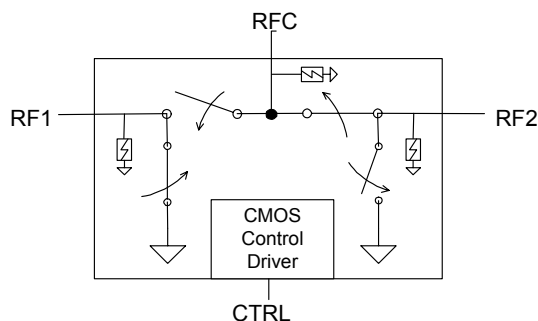 RFC
RF1
RF2
CMOS
Control
Driver
CTRL